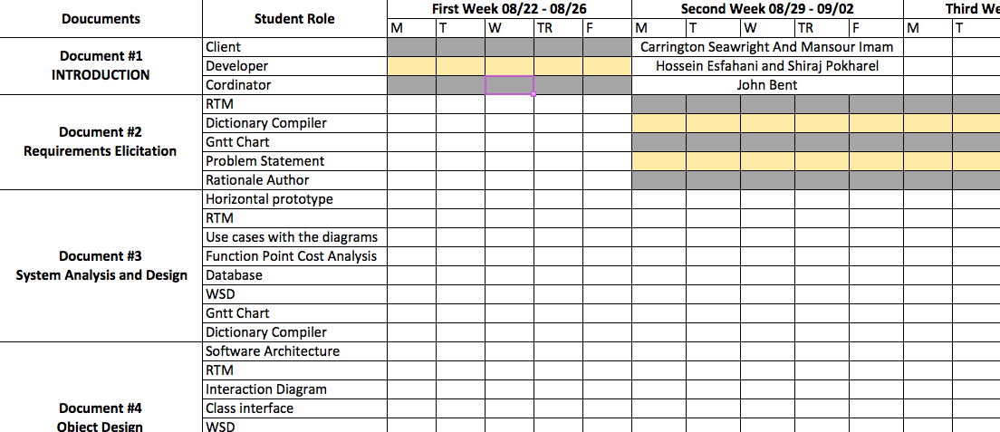 Doucuments
Student Role
First Week 08/22 - 08/26
Second Week 08/29 - 09/02
Third We
M T W TR F M T W TR F M T
Document #1
INTRODUCTION
Client
Carrington Seawright And Mansour Imam
Developer
Hossein Esfahani and Shiraj Pokharel
Cordinator
John Bent
Document #2
Requirements Elicitation
RTM
Dictionary Compiler
Gntt Chart
Problem Statement
Rationale Author
Document #3
System Analysis and Design
Horizontal prototype
RTM
Use cases with the diagrams
Function Point Cost Analysis
Database
WSD
Gntt Chart
Dictionary Compiler
Document #4
Object Design
Software Architecture
RTM
Interaction Diagram
Class interface
WSD